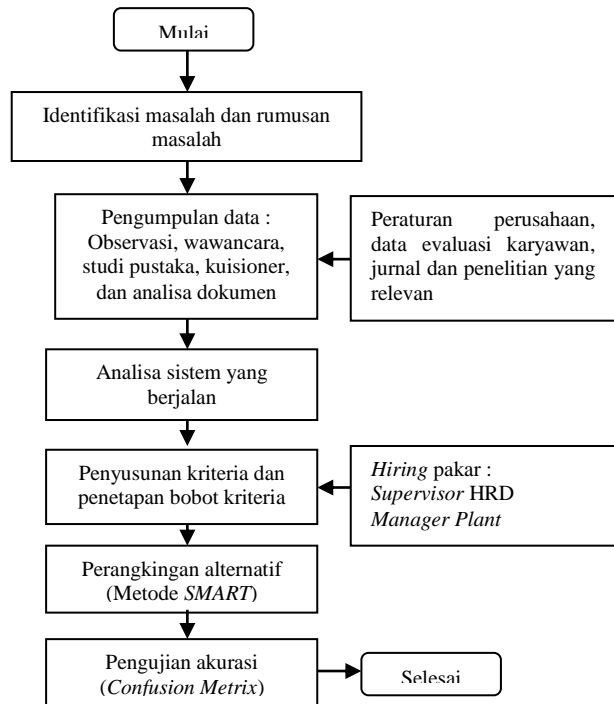 Mulai
Identifikasi masalah dan rumusan
masalah
Pengumpulan data :
Observasi, wawancara,
studi pustaka, kuisioner,
dan analisa dokumen
Peraturan perusahaan,
data evaluasi karyawan,
jurnal dan penelitian yang
relevan
Analisa sistem yang
berjalan
Penyusunan kriteria dan
penetapan bobot kriteria
Hiring pakar :
Supervisor HRD
Manager Plant
Perangkingan alternatif
(Metode SMART)
Pengujian akurasi
(Confusion Metrix)
Selesai